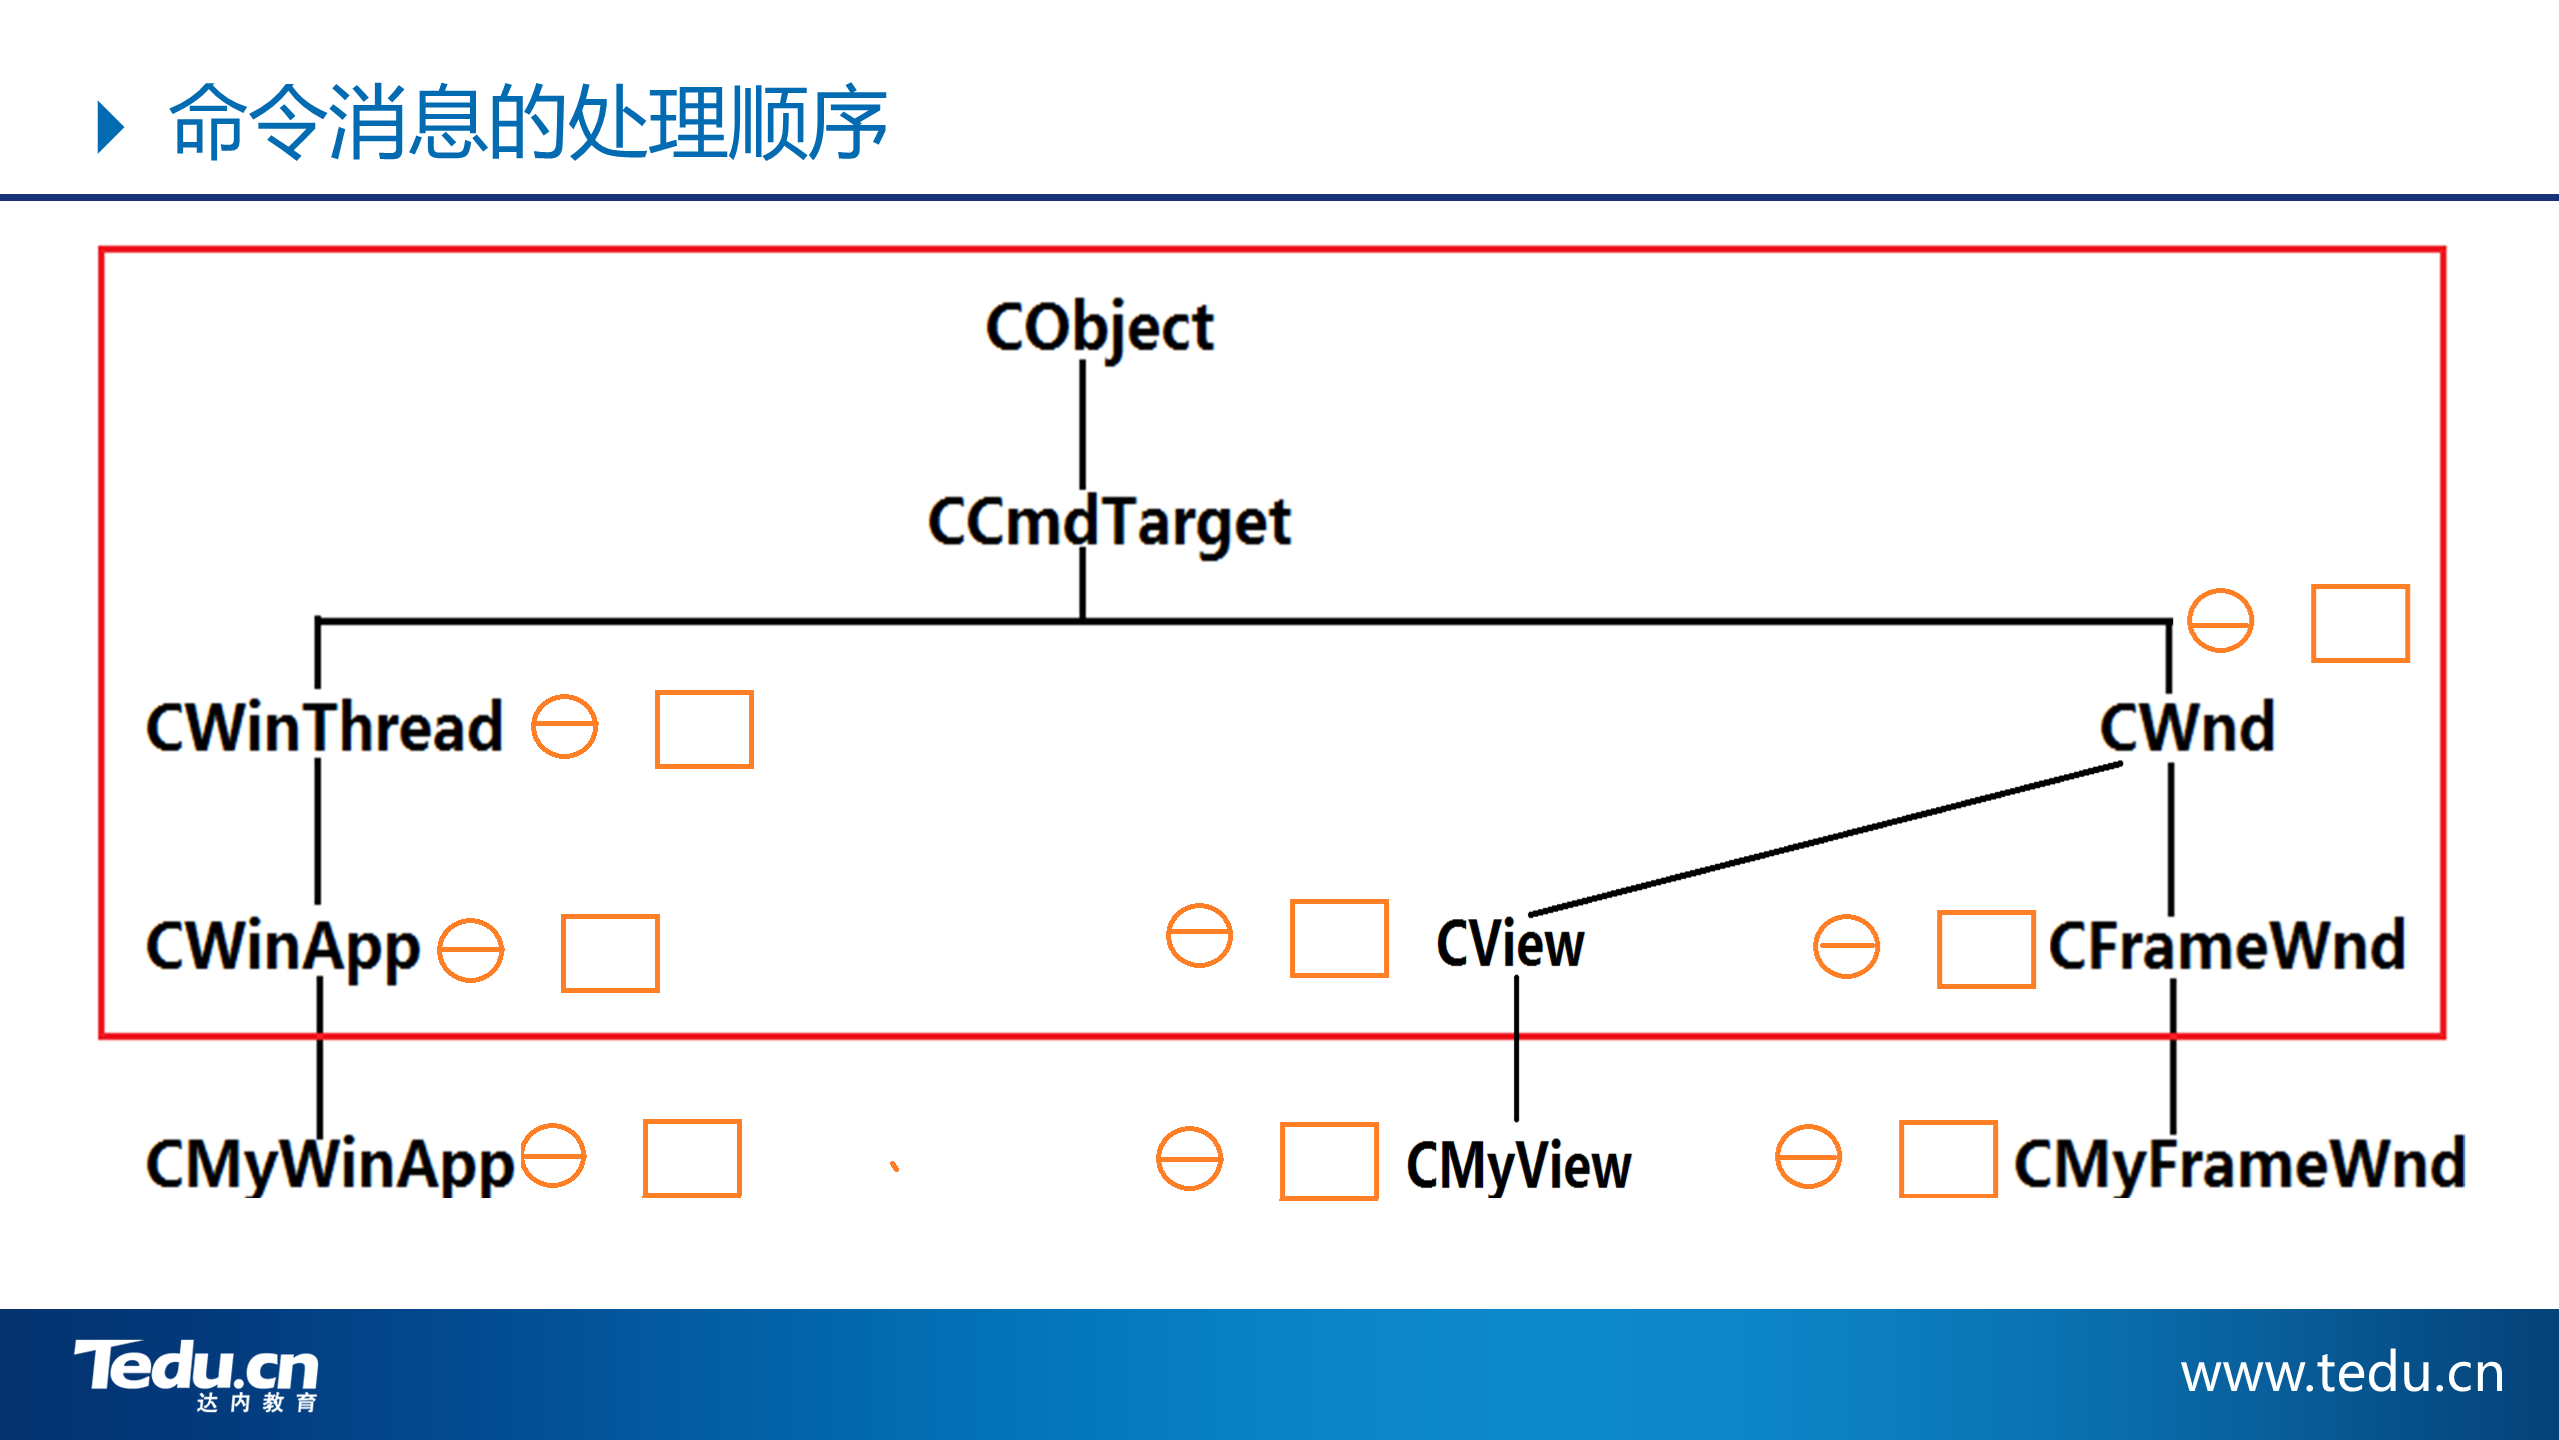 命令消息的处理顺序
CObject
CCmdTarget
CWinThread
CWnd
CWinApp
CView
CFrameWnd
CMyWinApp
CMyView
CMyFrameWnd
Tedu.cn
达内教育
www.tedu.cn